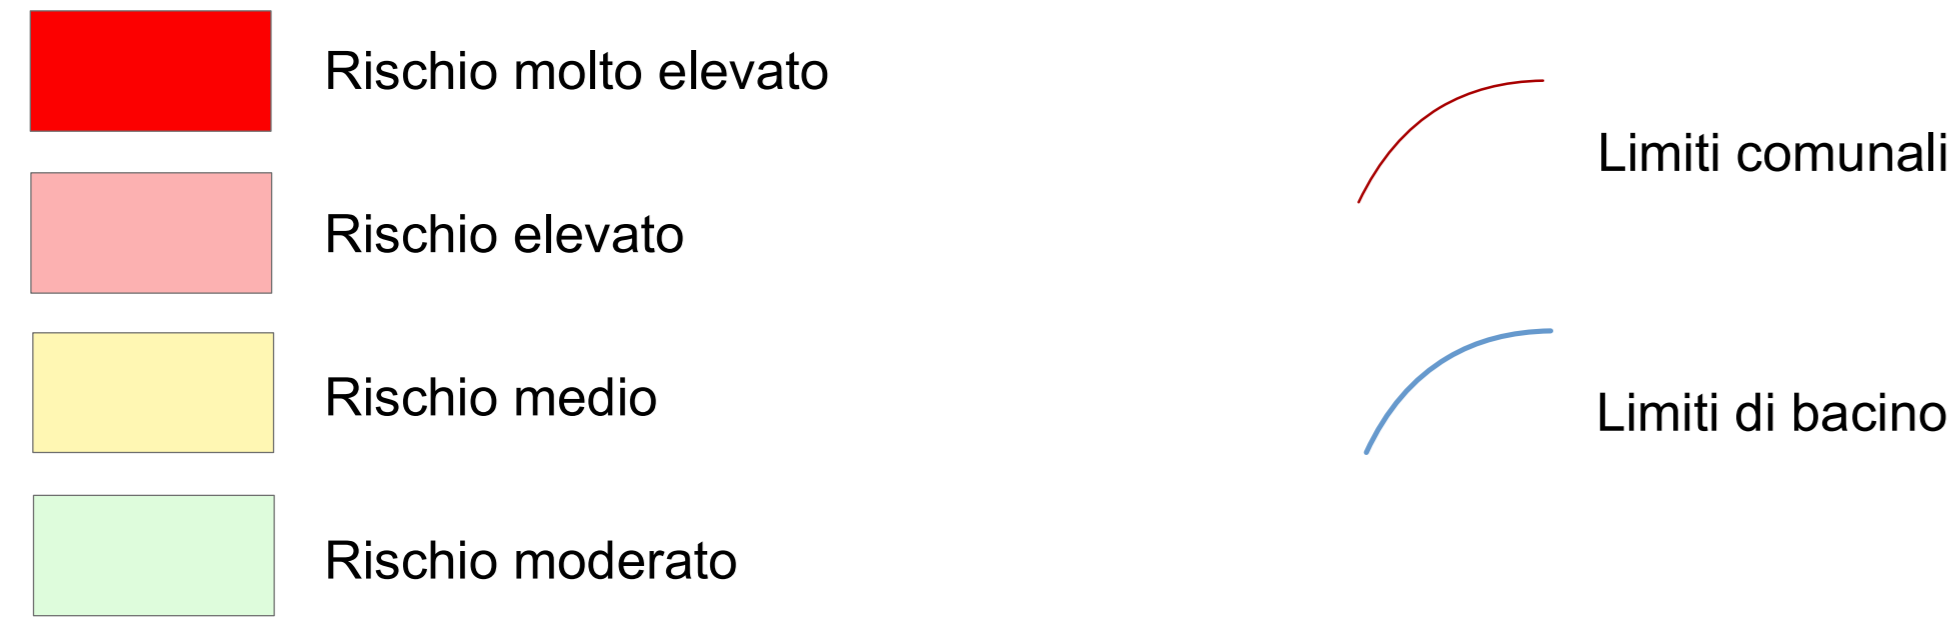 Rischio molto elevato
Rischio elevato
Rischio medio
Rischio moderato
Limiti comunali
Limiti di bacino